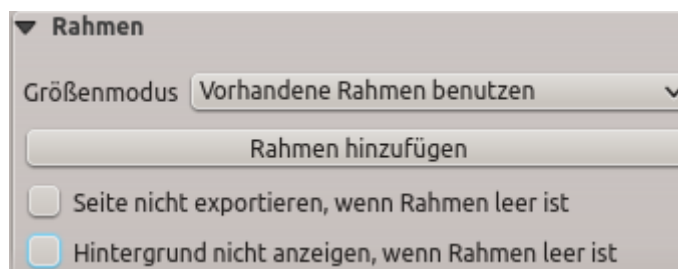 Rahmen
Größenmodus Vorhandene Rahmen benutzen
Rahmen hinzufügen
Seite nicht exportieren, wenn Rahmen leer ist
Hintergrund nicht anzeigen, wenn Rahmen leer ist